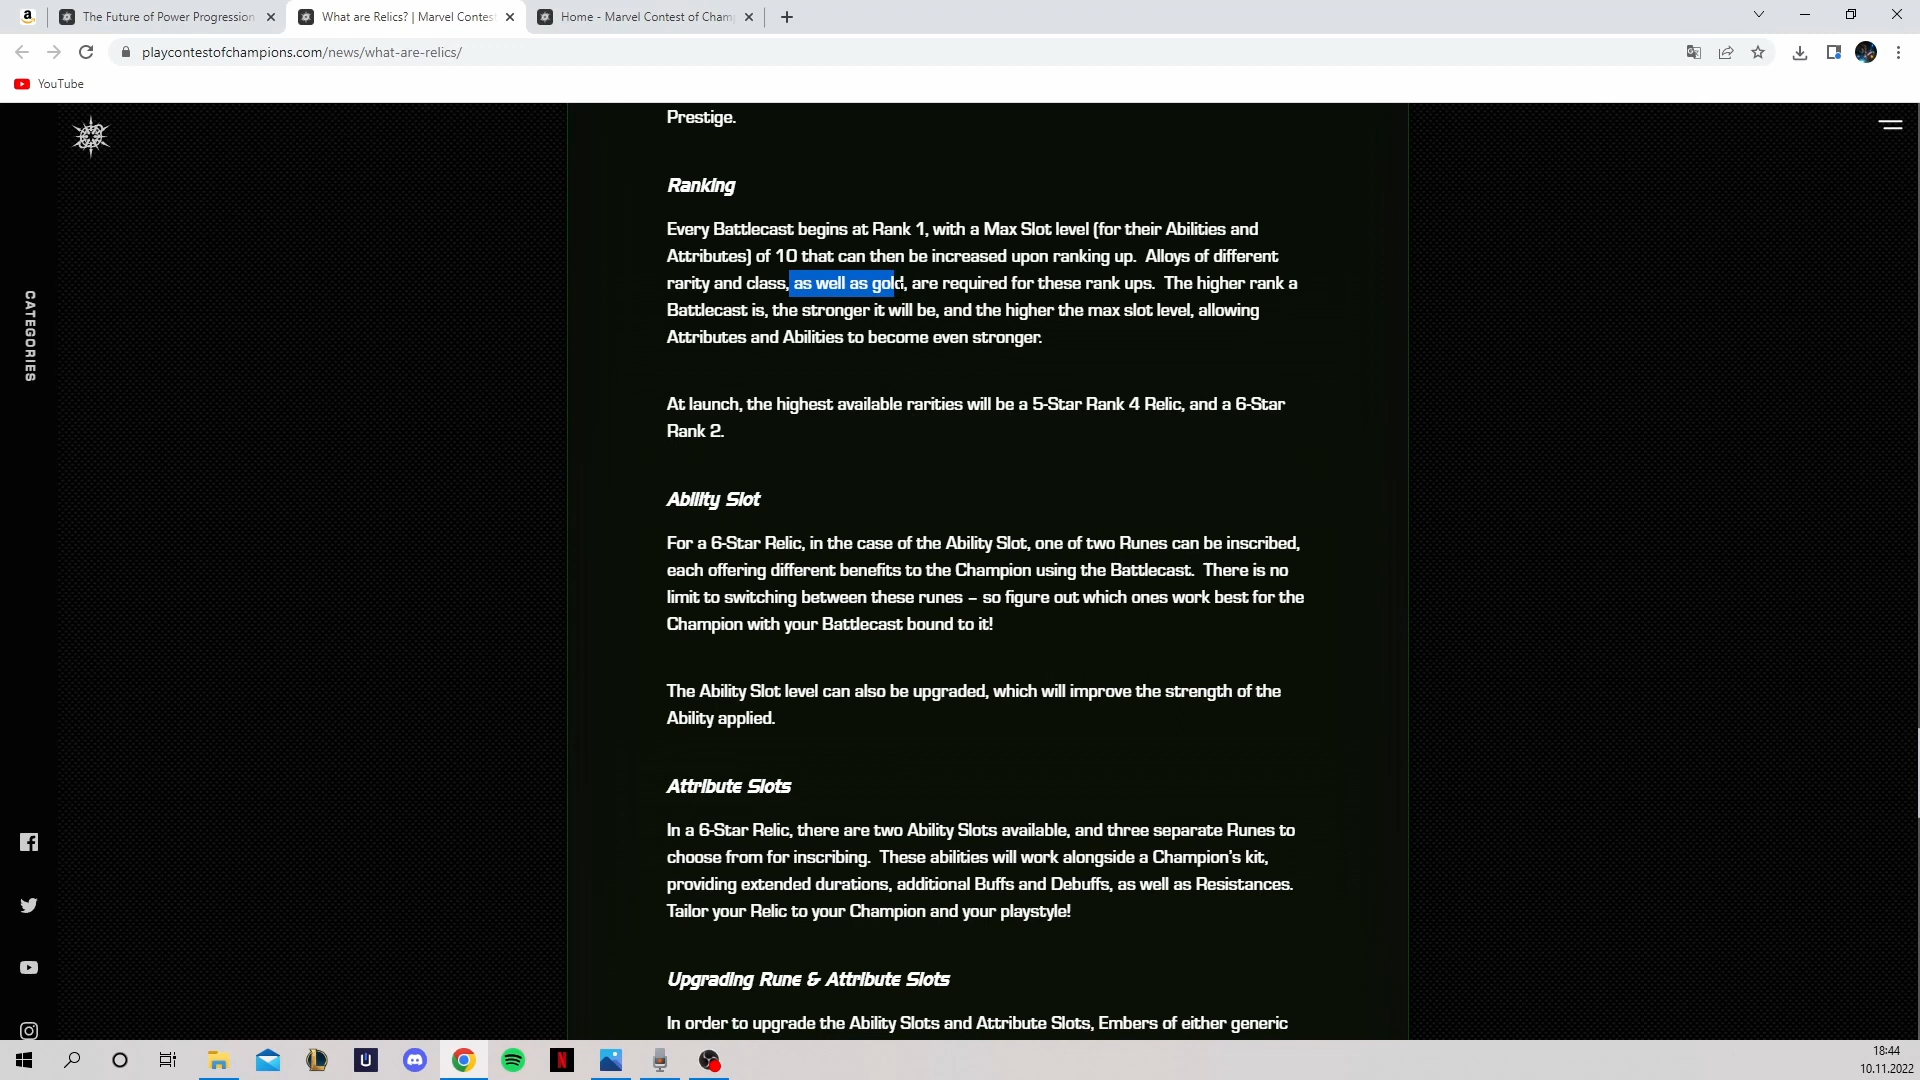 The Future of Power Progression
What are Relics? | Marvel Contest
Home - Marvel Contest of Cham
playcontestofchampions.com/news/what-are-relics/
YouTube
CATEGORIES
Prestige.
Ranking
Every Battlecast begins at Rank 1, with a Max Slot level (for their Abilities and
Attributes) of 10 that can then be increased upon ranking up.  Alloys of different
rarity and class, as well as gold, are required for these rank ups.  The higher rank a
Battlecast is, the stronger it will be, and the higher the max slot level, allowing
Attributes and Abilities to become even stronger.
At launch, the highest available rarities will be a 5-Star Rank 4 Relic, and a 6-Star
Rank 2.
Ability Slot
For a 6-Star Relic, in the case of the Ability Slot, one of two Runes can be inscribed,
each offering different benefits to the Champion using the Battlecast.  There is no
limit to switching between these runes – so figure out which ones work best for the
Champion with your Battlecast bound to it!
The Ability Slot level can also be upgraded, which will improve the strength of the
Ability applied.
Attribute Slots
In a 6-Star Relic, there are two Ability Slots available, and three separate Runes to
choose from for inscribing.  These abilities will work alongside a Champion's kit,
providing extended durations, additional Buffs and Debuffs, as well as Resistances.
Tailor your Relic to your Champion and your playstyle!
Upgrading Rune & Attribute Slots
In order to upgrade the Ability Slots and Attribute Slots, Embers of either generic
18:44
10.11.2022